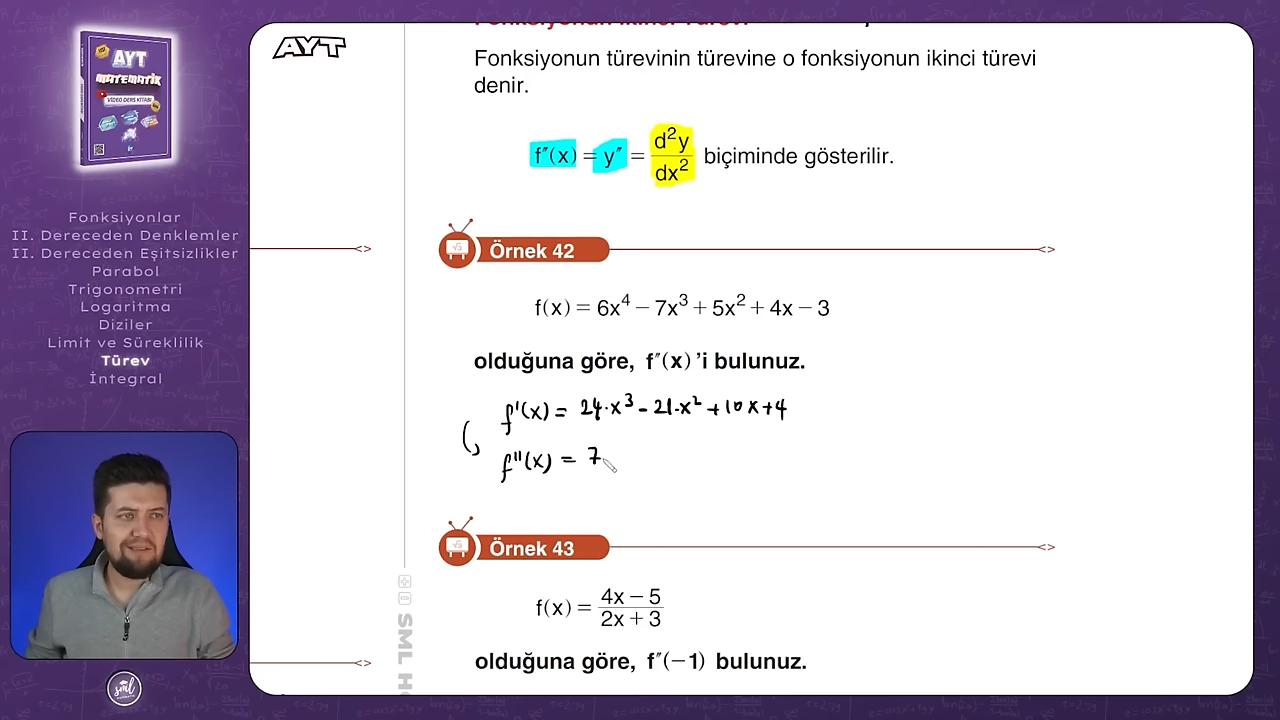 AYT
MATEMATİK
VİDEO DERS KİTABI
Fonksiyonlar
II. Dereceden Denklemler
II. Dereceden Eşitsizlikler
Parabol
Trigonometri
Logaritma
Diziler
Limit ve Süreklilik
Türev
İntegral
sml
AYT
Fonksiyonun türevinin türevine o fonksiyonun ikinci türevi
denir.
f″(x) = y″ = d²y/dx² biçiminde gösterilir.
Örnek 42
f(x) = 6x⁴ − 7x³ + 5x² + 4x − 3
olduğuna göre, f″(x)'i bulunuz.
f'(x) = 24·x³ - 21·x² + 10x + 4
f''(x) = 7
Örnek 43
f(x) = (4x − 5)/(2x + 3)
olduğuna göre, f″(−1) bulunuz.
SML